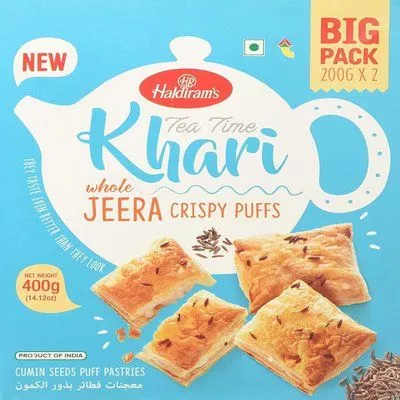 NEW
BIG
PACK
200G X 2
HR
Haldiram's
Tea Time
Khari
whole
JEERA CRISPY PUFFS
THEY TASTE EVEN BETTER THAN THEY LOOK
NET WEIGHT
400g
(14.12oz)
PRODUCT OF INDIA
CUMIN SEEDS PUFF PASTRIES
معجنات فطائر بذور الكمون